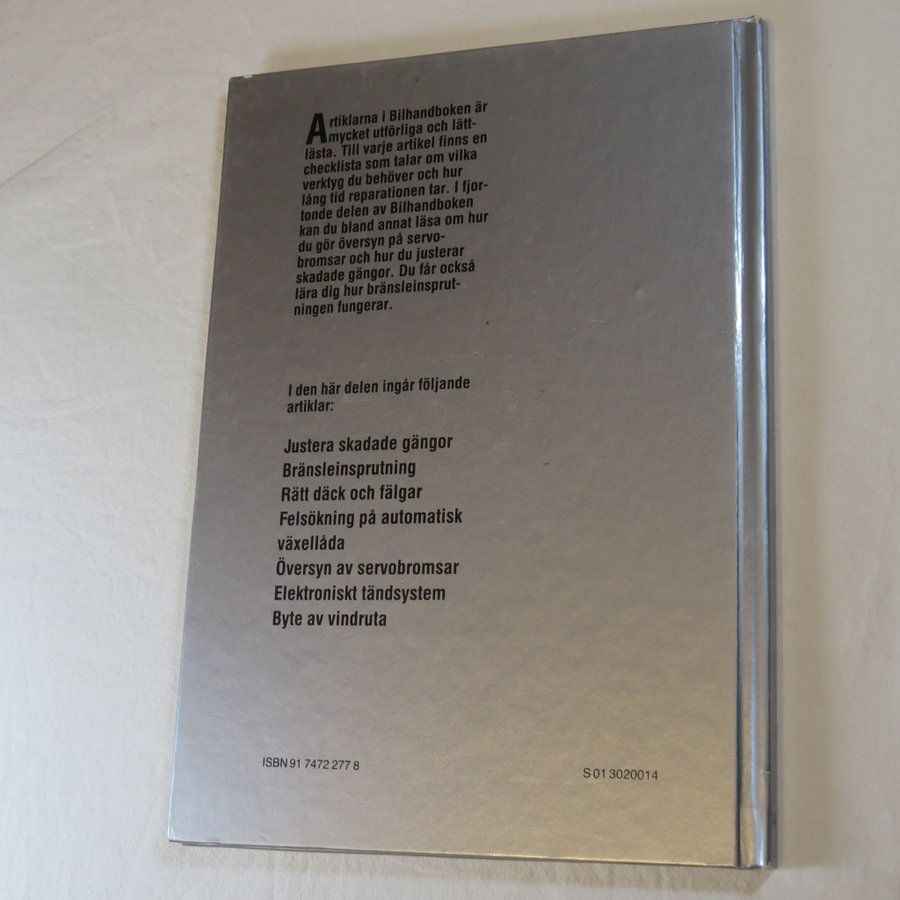 Artiklarna i Bilhandboken är
mycket utförliga och lätt-
lästa. Till varje artikel finns en
checklista som talar om vilka
verktyg du behöver och hur
lång tid reparationen tar. I fjor-
tonde delen av Bilhandboken
kan du bland annat läsa om hur
du gör översyn på servo-
bromsar och hur du justerar
skadade gängor. Du får också
lära dig hur bränsleinsprut-
ningen fungerar.
I den här delen ingår följande
artiklar:
Justera skadade gängor
Bränsleinsprutning
Rätt däck och fälgar
Felsökning på automatisk
växellåda
Översyn av servobromsar
Elektroniskt tändsystem
Byte av vindruta
ISBN 91 7472 277 8
S 01 3020014